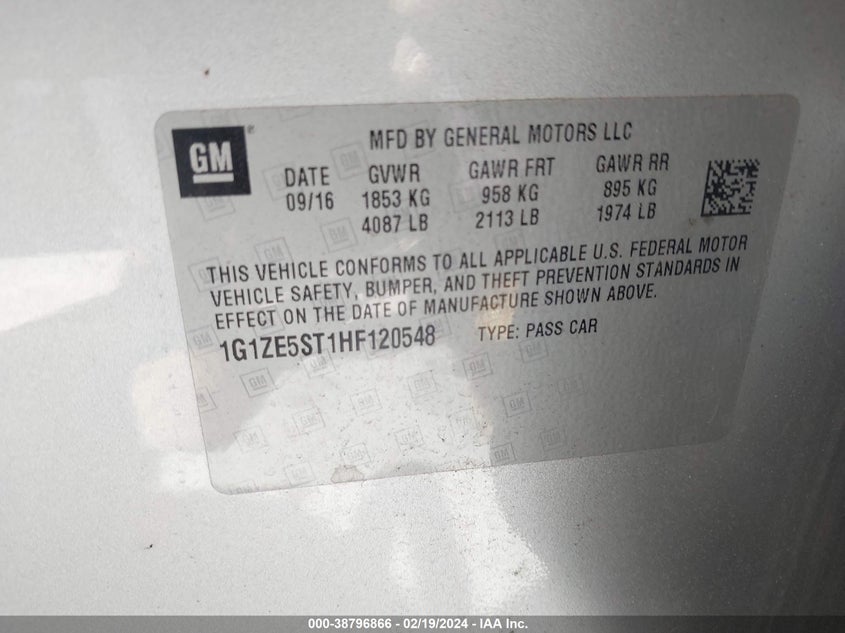 GM
MFD BY GENERAL MOTORS LLC
DATE GVWR GAWR FRT GAWR RR
09/16 1853 KG 958 KG 895 KG
4087 LB 2113 LB 1974 LB
THIS VEHICLE CONFORMS TO ALL APPLICABLE U.S. FEDERAL MOTOR
VEHICLE SAFETY, BUMPER, AND THEFT PREVENTION STANDARDS IN
EFFECT ON THE DATE OF MANUFACTURE SHOWN ABOVE.
1G1ZE5ST1HF120548 TYPE: PASS CAR
000-38796866 - 02/19/2024 - IAA Inc.